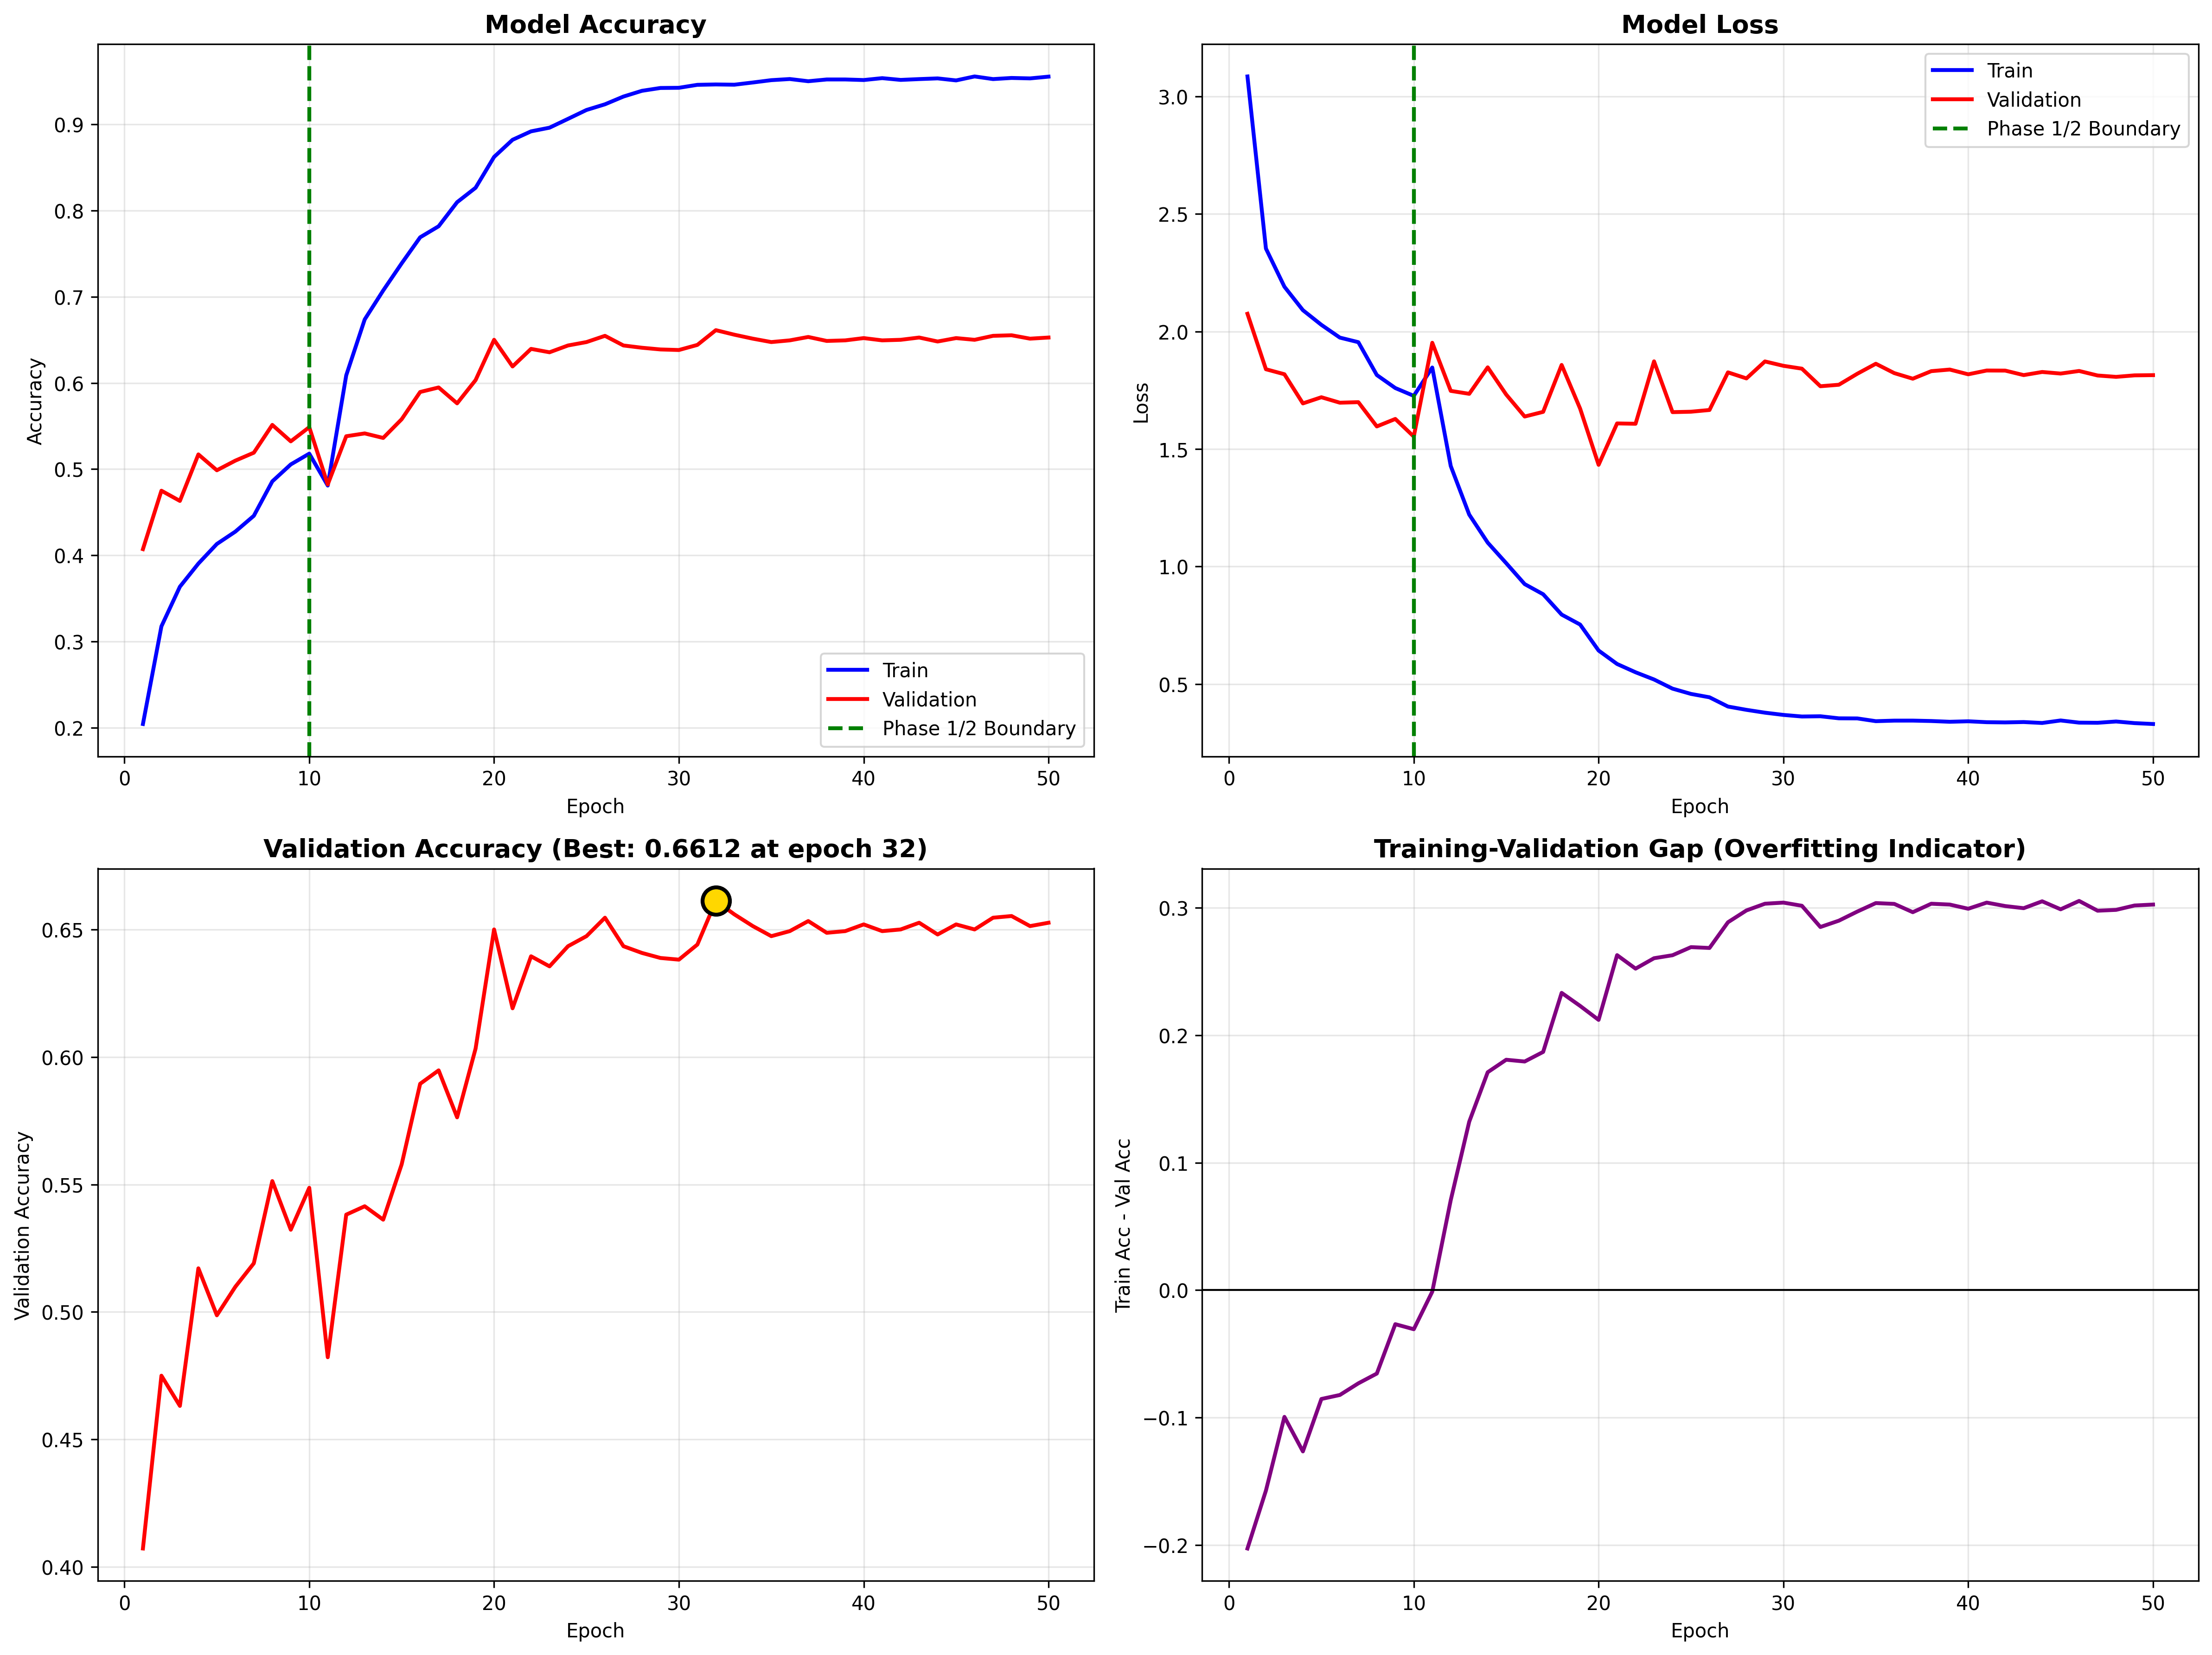 Model Accuracy
Accuracy
0.9
0.8
0.7
0.6
0.5
0.4
0.3
0.2
Train
Validation
Phase 1/2 Boundary
0 10 20 30 40 50
Epoch
Model Loss
Loss
3.0
2.5
2.0
1.5
1.0
0.5
Train
Validation
Phase 1/2 Boundary
0 10 20 30 40 50
Epoch
Validation Accuracy (Best: 0.6612 at epoch 32)
Validation Accuracy
0.65
0.60
0.55
0.50
0.45
0.40
0 10 20 30 40 50
Epoch
Training-Validation Gap (Overfitting Indicator)
Train Acc - Val Acc
0.3
0.2
0.1
0.0
−0.1
−0.2
0 10 20 30 40 50
Epoch